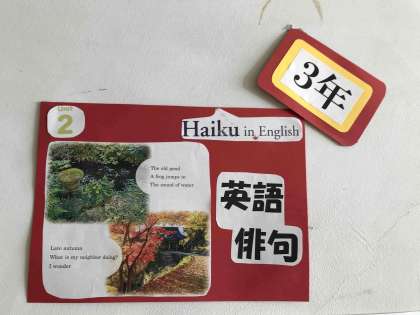 3年
Unit
2
Haiku in English
The old pond
A frog jumps in
The sound of water
英語
俳句
Late autumn
What is my neighbor doing?
I wonder